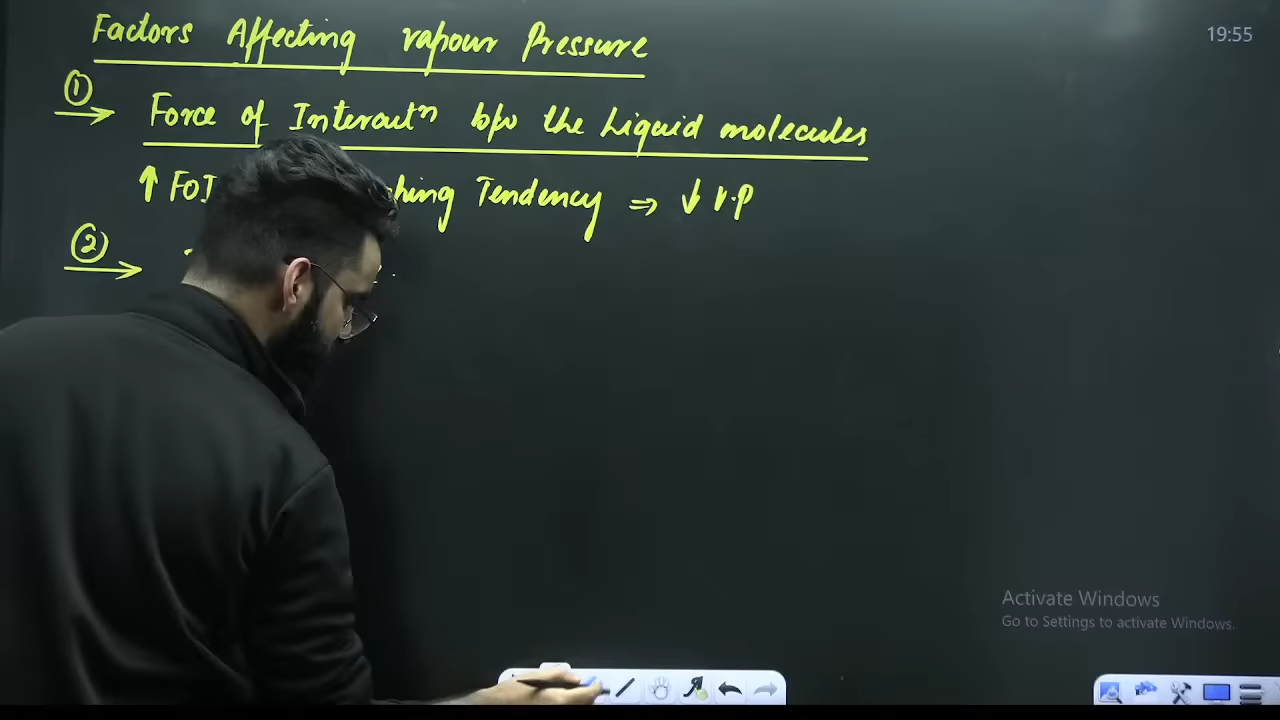 Factors Affecting vapour Pressure
19:55
① Force of Interactⁿ b/w the Liquid molecules
↑ FOI Tendency ⇒ ↓ V.P
②
Activate Windows
Go to Settings to activate Windows.